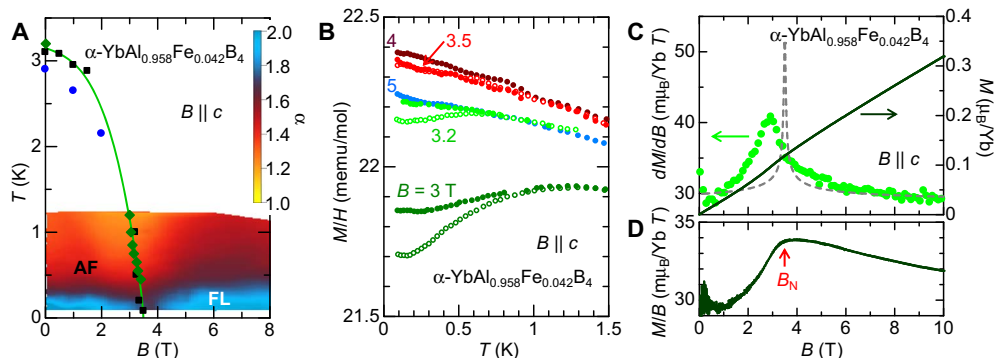 A
α-YbAl0.958Fe0.042B4
B || c
AF
FL
T (K)
3
2
1
0
0 2 4 6 8
B (T)
2.0
1.8
1.6
1.4
1.2
1.0
α
B
4
3.5
5
3.2
B = 3 T
B || c
α-YbAl0.958Fe0.042B4
M/H (memu/mol)
22.5
22
21.5
0 0.5 1 1.5
T (K)
C
α-YbAl0.958Fe0.042B4
B || c
dM/dB (mμB/Yb T)
50
40
30
0.4
0.3
0.2
0.1
0
M (μB/Yb)
D
BN
M/B (mμB/Yb T)
35
30
0 2 4 6 8 10
B (T)